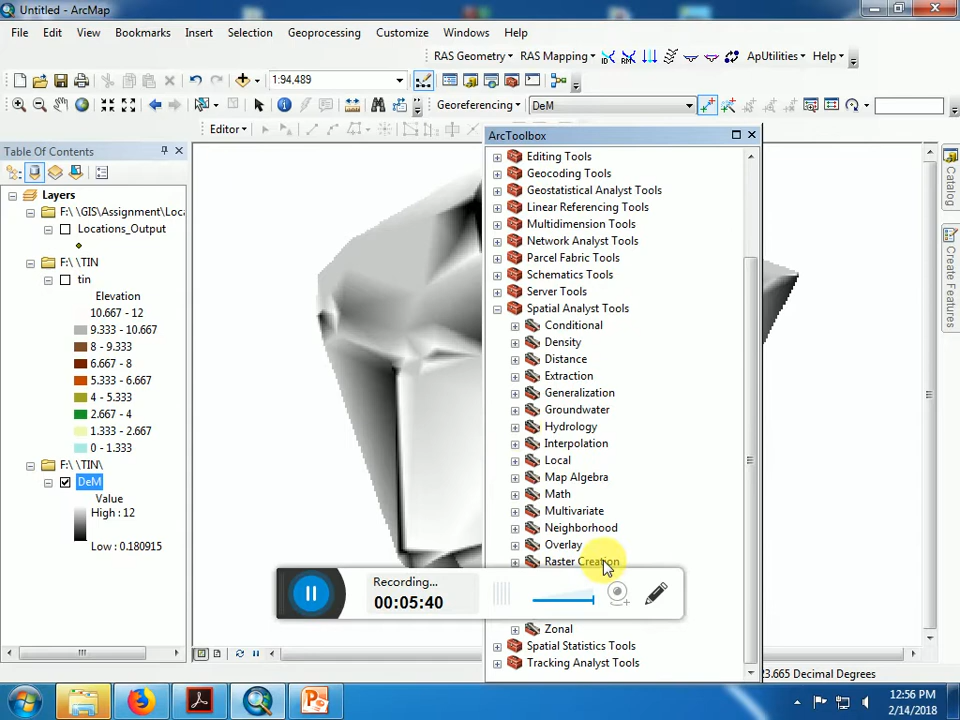 Untitled - ArcMap
File Edit View Bookmarks Insert Selection Geoprocessing Customize Windows Help
RAS Geometry RAS Mapping ApUtilities Help
1:94,489
Georeferencing DeM
Editor
Table Of Contents
Layers
F:\ \GIS\Assignment\Loca
Locations_Output
F:\ \TIN
tin
Elevation
10.667 - 12
9.333 - 10.667
8 - 9.333
6.667 - 8
5.333 - 6.667
4 - 5.333
2.667 - 4
1.333 - 2.667
0 - 1.333
F:\ \TIN\
DeM
Value
High : 12
Low : 0.180915
ArcToolbox
Editing Tools
Geocoding Tools
Geostatistical Analyst Tools
Linear Referencing Tools
Multidimension Tools
Network Analyst Tools
Parcel Fabric Tools
Schematics Tools
Server Tools
Spatial Analyst Tools
Conditional
Density
Distance
Extraction
Generalization
Groundwater
Hydrology
Interpolation
Local
Map Algebra
Math
Multivariate
Neighborhood
Overlay
Raster Creation
Zonal
Spatial Statistics Tools
Tracking Analyst Tools
Recording...
00:05:40
Catalog
Create Features
23.665 Decimal Degrees
12:56 PM
2/14/2018